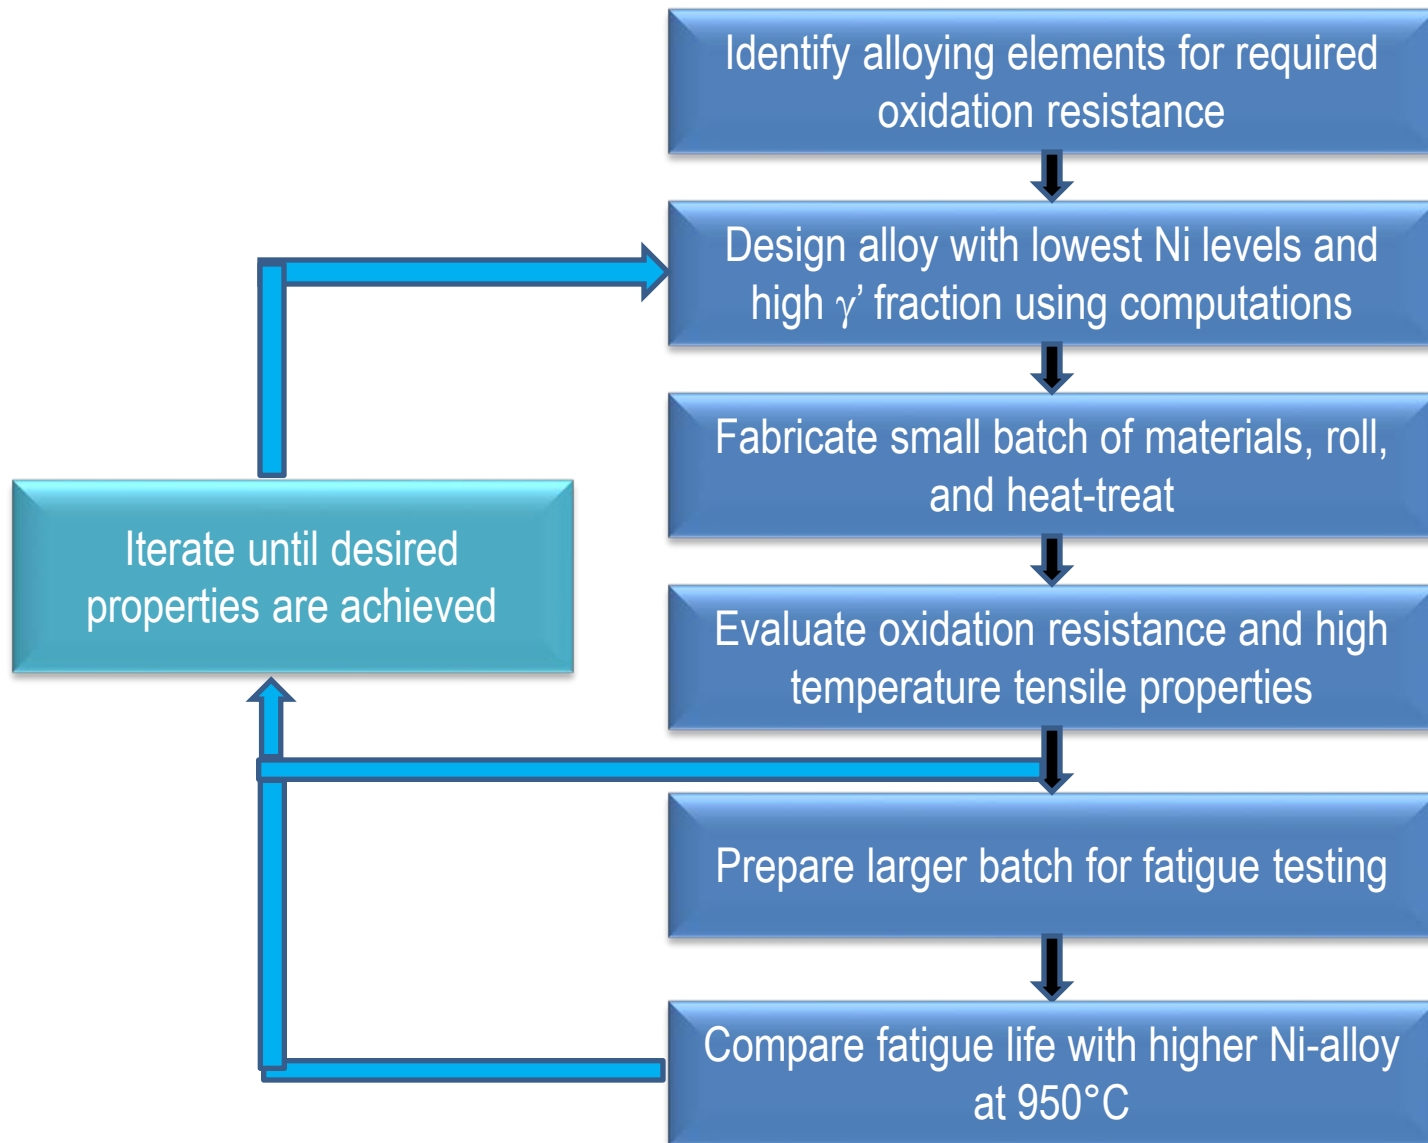 Identify alloying elements for required
oxidation resistance
Design alloy with lowest Ni levels and
high γ’ fraction using computations
Fabricate small batch of materials, roll,
and heat-treat
Iterate until desired
properties are achieved
Evaluate oxidation resistance and high
temperature tensile properties
Prepare larger batch for fatigue testing
Compare fatigue life with higher Ni-alloy
at 950°C